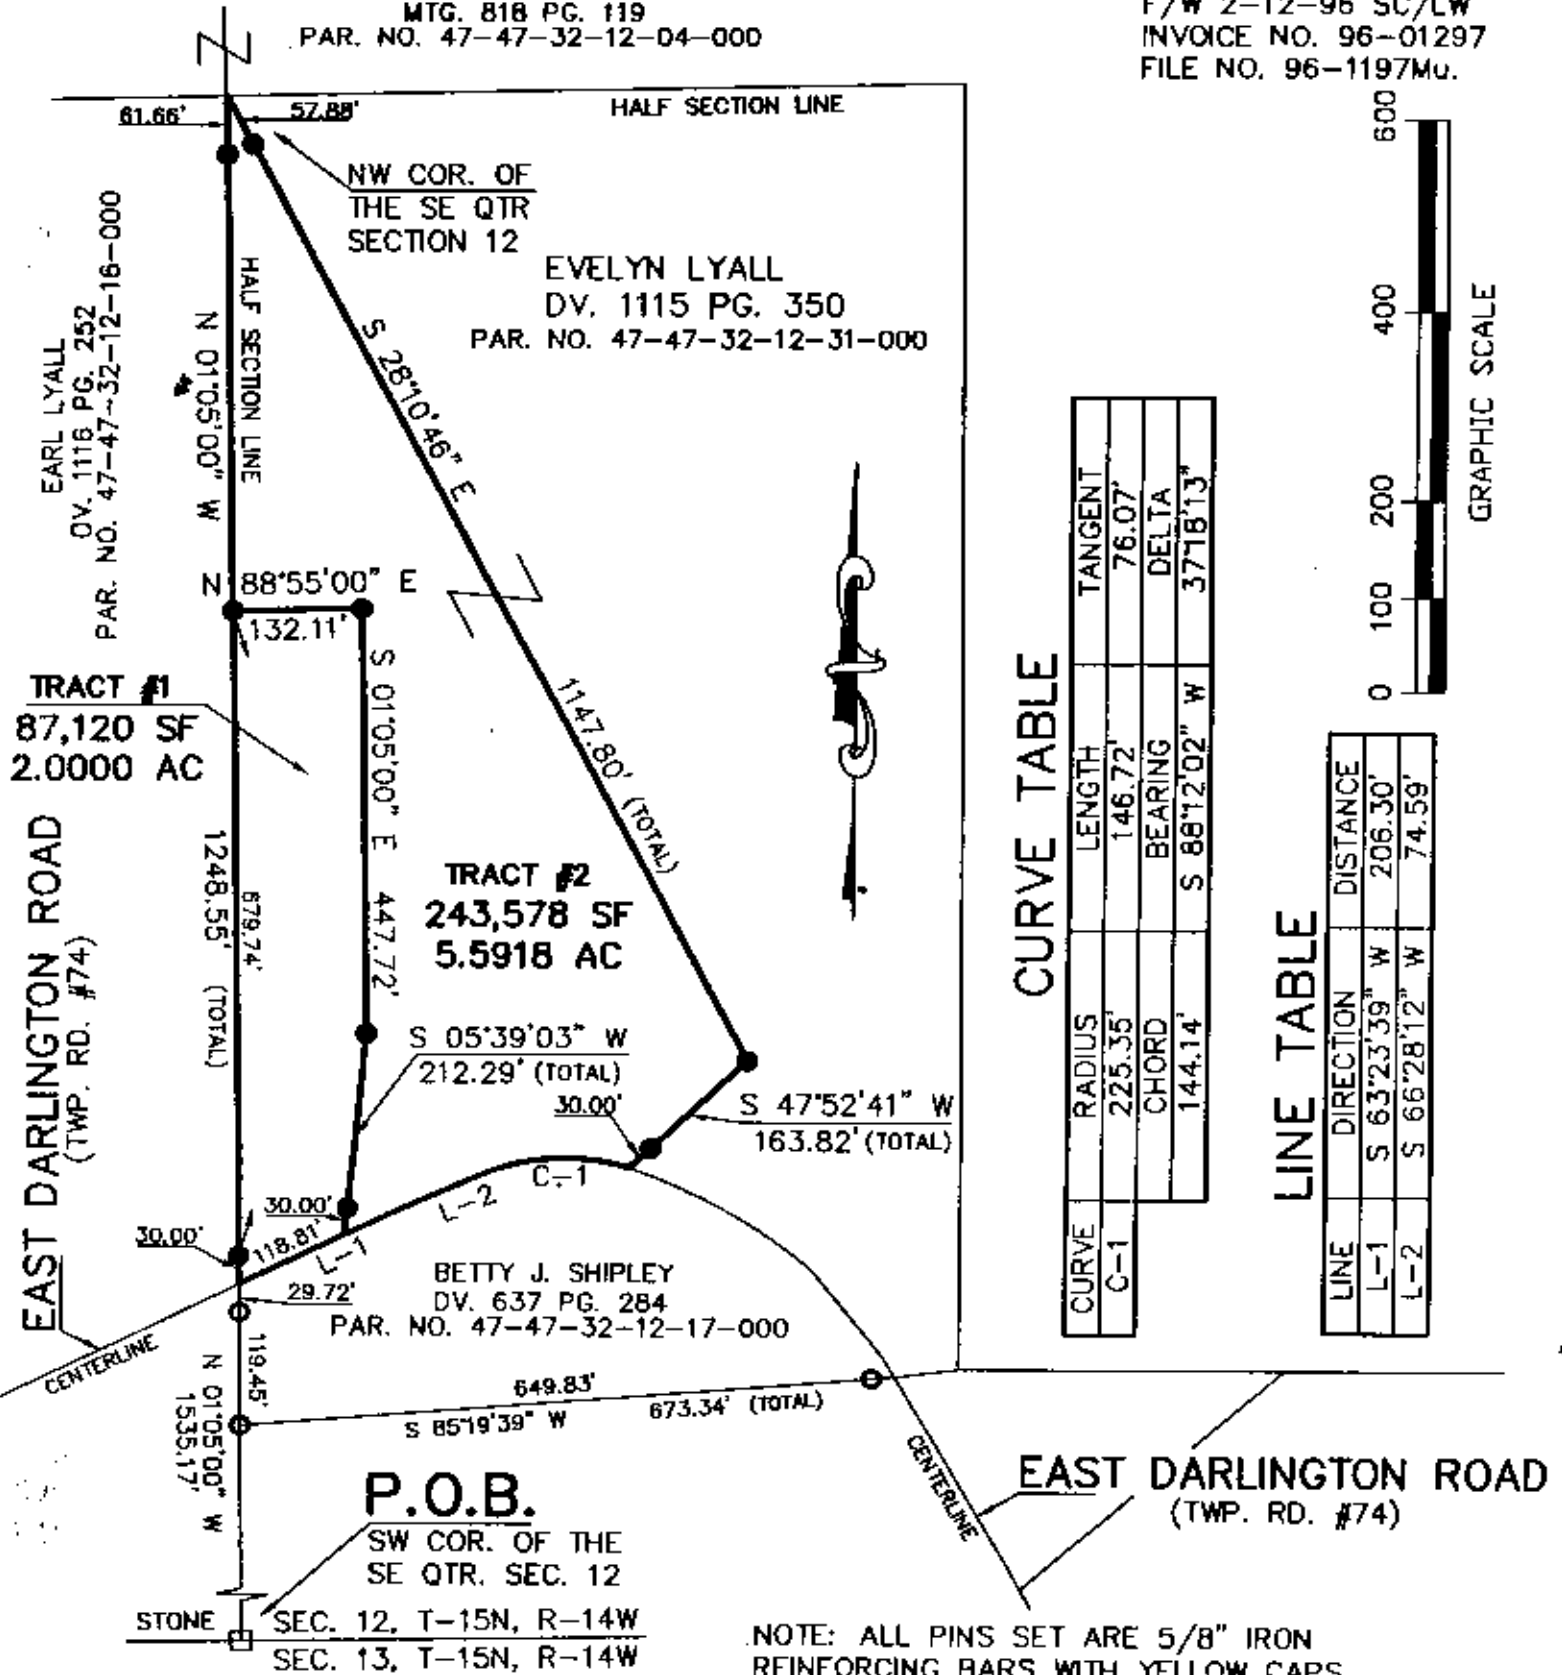 MTG. 818 PG. 119
PAR. NO. 47-47-32-12-04-000
F/W 2-12-96 SC/LW
INVOICE NO. 96-01297
FILE NO. 96-1197Mu.
61.66'
57.88'
HALF SECTION LINE
NW COR. OF
THE SE QTR
SECTION 12
EVELYN LYALL
DV. 1115 PG. 350
PAR. NO. 47-47-32-12-31-000
EARL LYALL
DV. 1116 PG. 252
PAR. NO. 47-47-32-12-16-000
N 01°05'00" W
HALF SECTION LINE
S 28°10'46" E
1147.80' (TOTAL)
N 88°55'00" E
132.11'
S 01°05'00" E 447.72'
TRACT #1
87,120 SF
2.0000 AC
1248.55' (TOTAL)
679.74'
TRACT #2
243,578 SF
5.5918 AC
S 05°39'03" W
212.29' (TOTAL)
30.00'
S 47°52'41" W
163.82' (TOTAL)
C-1
L-2
L-1
30.00'
118.81'
30.00'
29.72'
EAST DARLINGTON ROAD
(TWP. RD. #74)
CENTERLINE
BETTY J. SHIPLEY
DV. 637 PG. 284
PAR. NO. 47-47-32-12-17-000
119.45'
N 01°05'00" W
1535.17'
649.83'
S 85°19'39" W
673.34' (TOTAL)
CENTERLINE
EAST DARLINGTON ROAD
(TWP. RD. #74)
P.O.B.
SW COR. OF THE
SE QTR. SEC. 12
STONE
SEC. 12, T-15N, R-14W
SEC. 13, T-15N, R-14W
NOTE: ALL PINS SET ARE 5/8" IRON
REINFORCING BARS WITH YELLOW CAPS
0 100 200 400 600
GRAPHIC SCALE
CURVE TABLE
CURVE RADIUS LENGTH TANGENT
C-1 225.35' 146.72' 76.07'
CHORD BEARING DELTA
144.14' S 88°12'02" W 37°18'13"
LINE TABLE
LINE DIRECTION DISTANCE
L-1 S 63°23'39" W 206.30'
L-2 S 66°28'12" W 74.59'